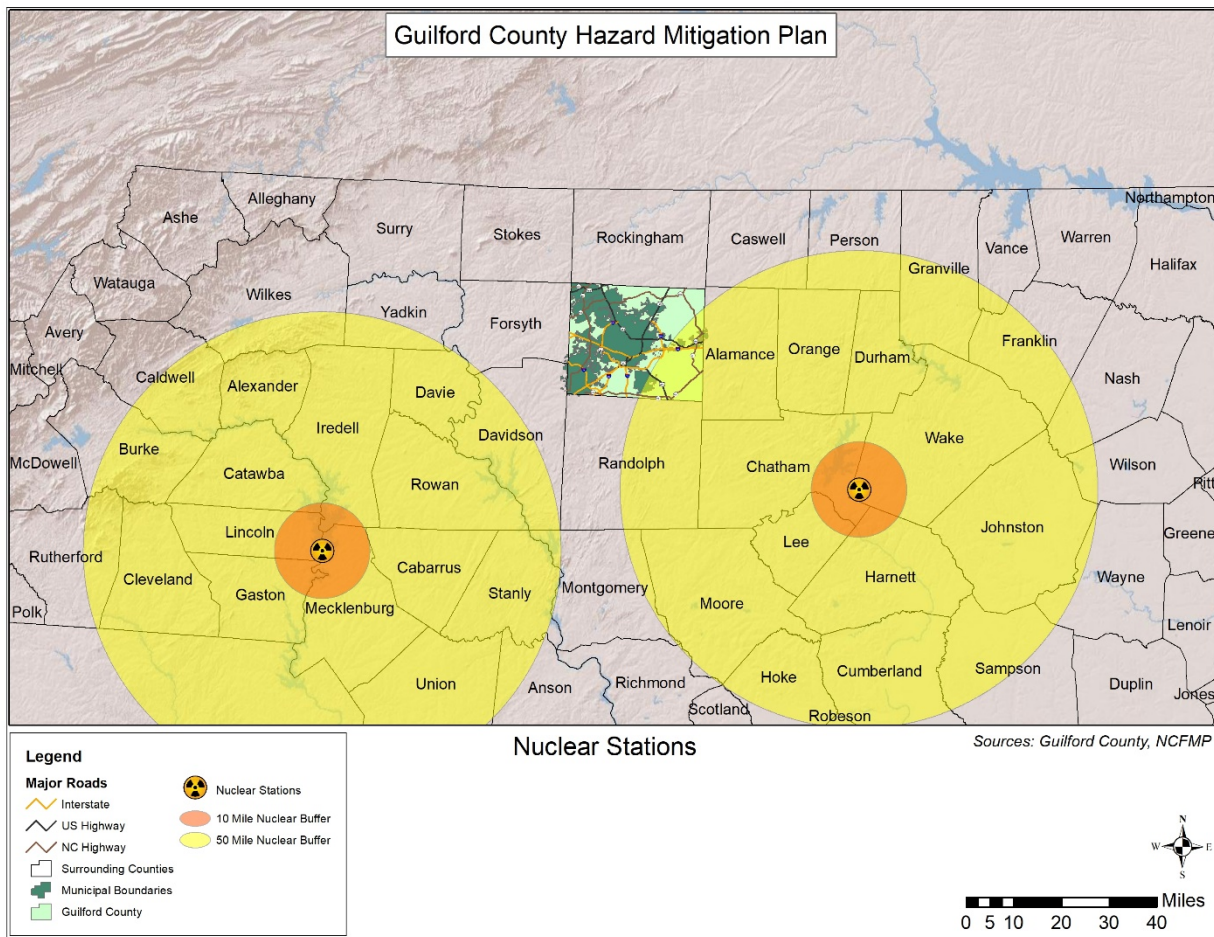 Guilford County Hazard Mitigation Plan
Northampton
Alleghany
Ashe
Surry
Stokes
Rockingham
Caswell
Person
Vance
Warren
Granville
Halifax
Watauga
Wilkes
Yadkin
Forsyth
Avery
Franklin
Alamance
Orange
Durham
Mitchell
Caldwell
Alexander
Davie
Nash
Iredell
Davidson
Wake
Burke
McDowell
Catawba
Rowan
Randolph
Chatham
Wilson
Pitt
Lincoln
Johnston
Greene
Rutherford
Lee
Cleveland
Cabarrus
Harnett
Wayne
Gaston
Stanly
Montgomery
Mecklenburg
Moore
Polk
Lenoir
Hoke
Cumberland
Sampson
Union
Anson
Richmond
Duplin
Jones
Scotland
Robeson
Nuclear Stations
Sources: Guilford County, NCFMP
Legend
Major Roads
Interstate
US Highway
NC Highway
Surrounding Counties
Municipal Boundaries
Guilford County
Nuclear Stations
10 Mile Nuclear Buffer
50 Mile Nuclear Buffer
N
W E
S
Miles
0 5 10 20 30 40